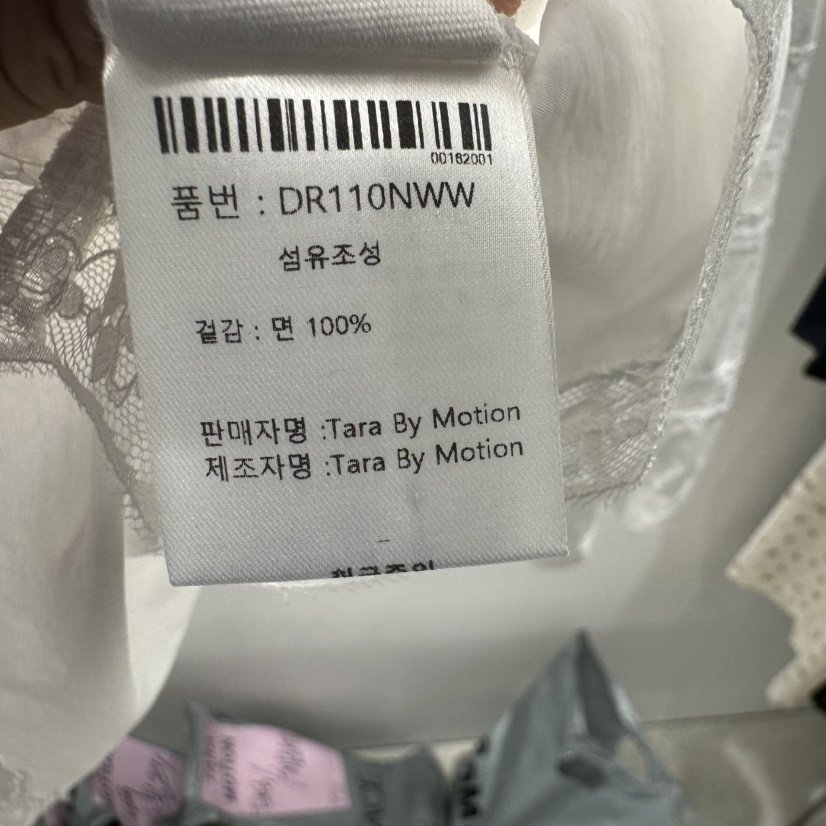 00182001
품번 : DR110NWW
섬유조성
겉감 : 면 100%
판매자명 :Tara By Motion
제조자명 :Tara By Motion